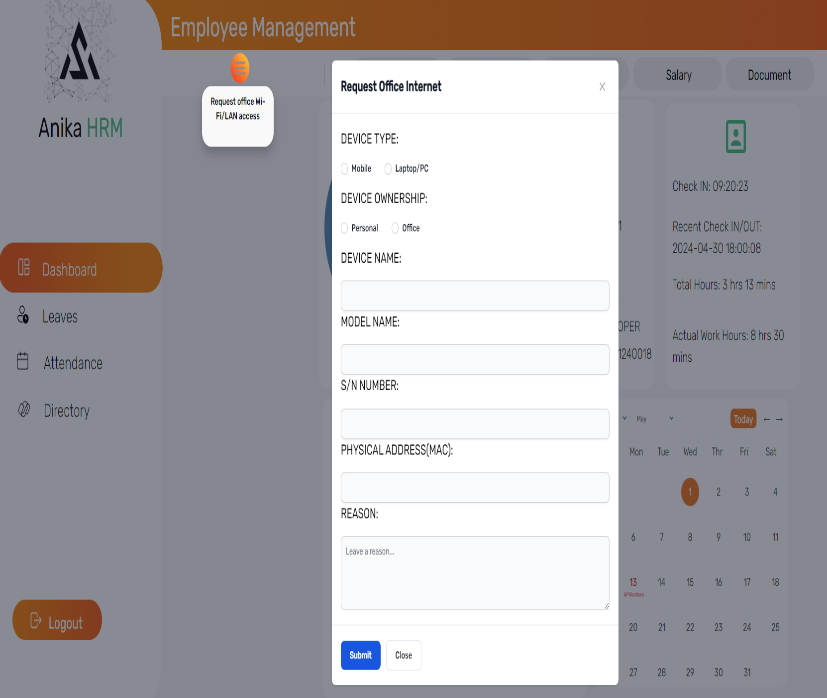 Employee Management
Request office Wi-
Fi/LAN access
Anika HRM
Dashboard
Leaves
Attendance
Directory
Logout
Request Office Internet
X
DEVICE TYPE:
Mobile Laptop/PC
DEVICE OWNERSHIP:
Personal Office
DEVICE NAME:
MODEL NAME:
S/N NUMBER:
PHYSICAL ADDRESS(MAC):
REASON:
Leave a reason...
Submit Close
Salary Document
Check IN: 09:20:23
Recent Check IN/OUT:
2024-04-30 18:00:08
Total Hours: 3 hrs 13 mins
Actual Work Hours: 8 hrs 30
mins
1
OPER
1240018
May Today ← →
Mon Tue Wed Thr Fri Sat
1 2 3 4
6 7 8 9 10 11
13 14 15 16 17 18
20 21 22 23 24 25
27 28 29 30 31